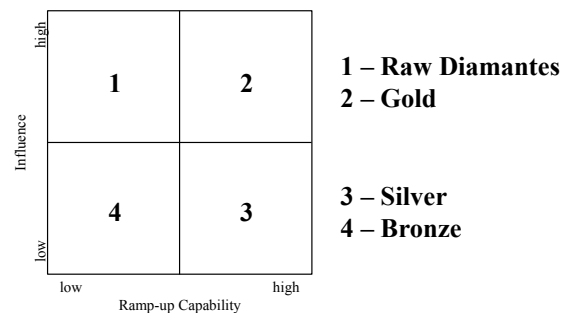 high
1 – Raw Diamantes
1 2
2 – Gold
Influence
3 – Silver
4 3
4 – Bronze
low
low high
Ramp-up Capability